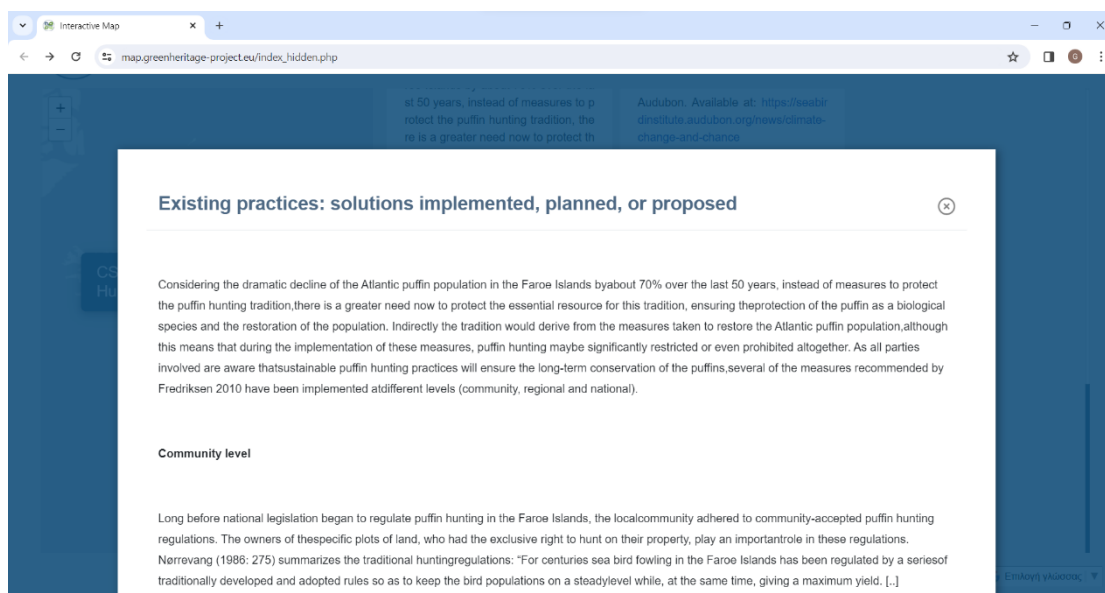 Interactive Map
map.greenheritage-project.eu/index_hidden.php
G
+
−
st 50 years, instead of measures to p
rotect the puffin hunting tradition, the
re is a greater need now to protect th
Audubon. Available at: https://seabir
dinstitute.audubon.org/news/climate-
change-and-chance
Existing practices: solutions implemented, planned, or proposed
CS
Hu
Considering the dramatic decline of the Atlantic puffin population in the Faroe Islands byabout 70% over the last 50 years, instead of measures to protect
the puffin hunting tradition,there is a greater need now to protect the essential resource for this tradition, ensuring theprotection of the puffin as a biological
species and the restoration of the population. Indirectly the tradition would derive from the measures taken to restore the Atlantic puffin population,although
this means that during the implementation of these measures, puffin hunting maybe significantly restricted or even prohibited altogether. As all parties
involved are aware thatsustainable puffin hunting practices will ensure the long-term conservation of the puffins,several of the measures recommended by
Fredriksen 2010 have been implemented atdifferent levels (community, regional and national).
Community level
Long before national legislation began to regulate puffin hunting in the Faroe Islands, the localcommunity adhered to community-accepted puffin hunting
regulations. The owners of thespecific plots of land, who had the exclusive right to hunt on their property, play an importantrole in these regulations.
Nørrevang (1986: 275) summarizes the traditional huntingregulations: “For centuries sea bird fowling in the Faroe Islands has been regulated by a seriesof
traditionally developed and adopted rules so as to keep the bird populations on a steadylevel while, at the same time, giving a maximum yield. [..]
Επιλογή γλώσσας